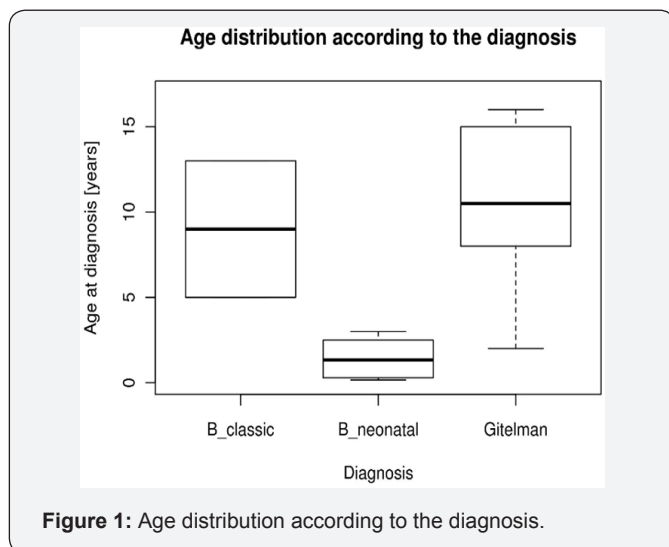 Age distribution according to the diagnosis
Age at diagnosis [years]
15
10
5
0
B_classic B_neonatal Gitelman
Diagnosis
Figure 1: Age distribution according to the diagnosis.